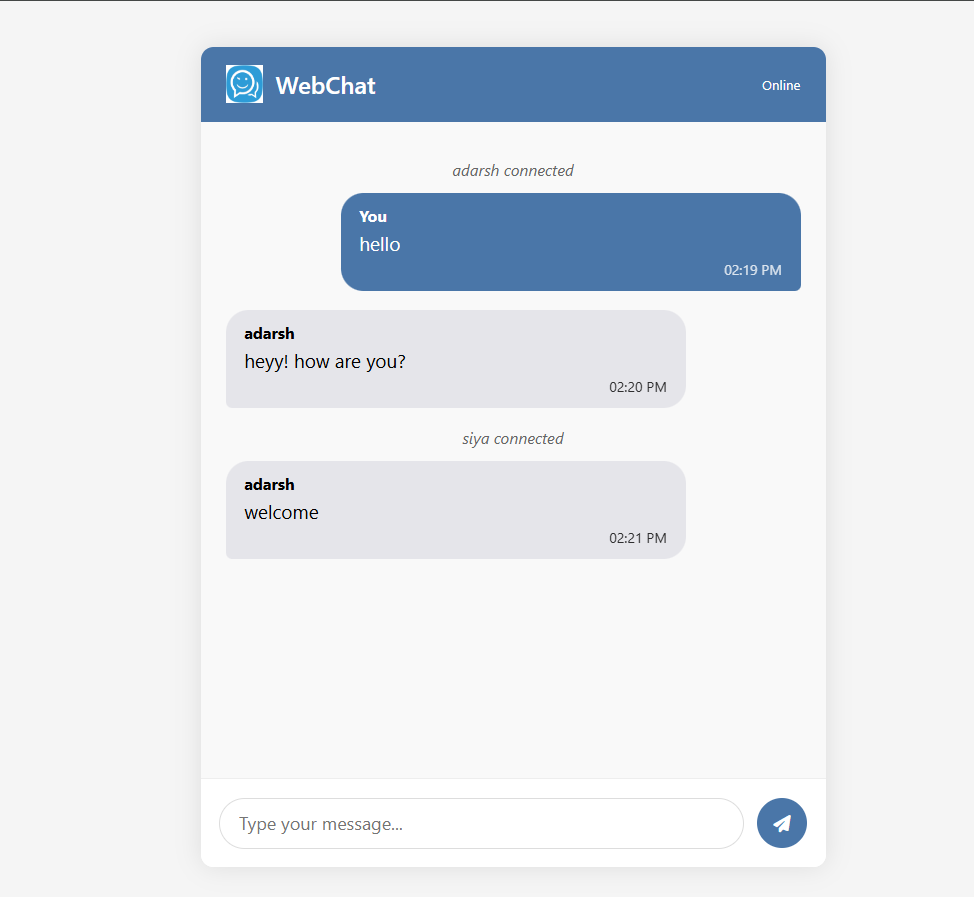 WebChat
Online
adarsh connected
You
hello
02:19 PM
adarsh
heyy! how are you?
02:20 PM
siya connected
adarsh
welcome
02:21 PM
Type your message...